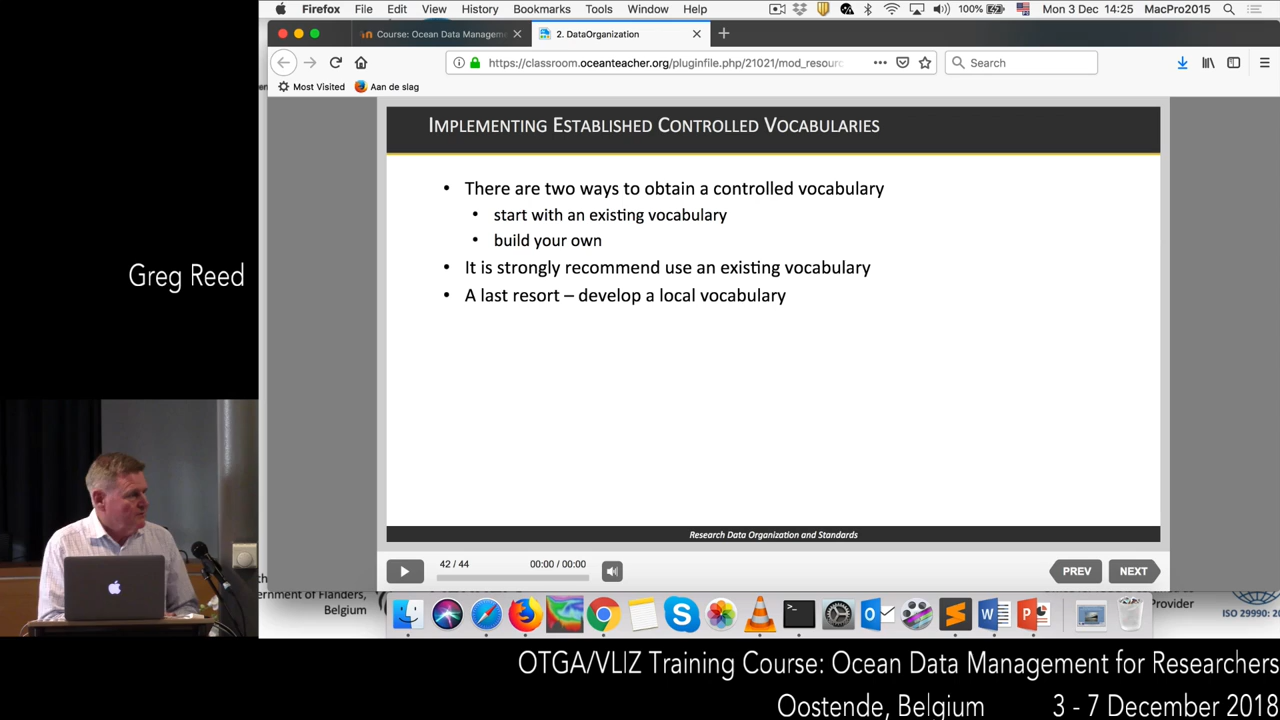 Firefox File Edit View History Bookmarks Tools Window Help 100% Mon 3 Dec 14:25 MacPro2015
Course: Ocean Data Manageme
2. DataOrganization
https://classroom.oceanteacher.org/pluginfile.php/21021/mod_resourc
Search
Most Visited Aan de slag
IMPLEMENTING ESTABLISHED CONTROLLED VOCABULARIES
• There are two ways to obtain a controlled vocabulary
• start with an existing vocabulary
• build your own
• It is strongly recommend use an existing vocabulary
• A last resort – develop a local vocabulary
Greg Reed
Research Data Organization and Standards
42 / 44 00:00 / 00:00
PREV NEXT
ernment of Flanders,
Belgium
Provider
ISO 29990: 20
OTGA/VLIZ Training Course: Ocean Data Management for Researchers
Oostende, Belgium 3 - 7 December 2018